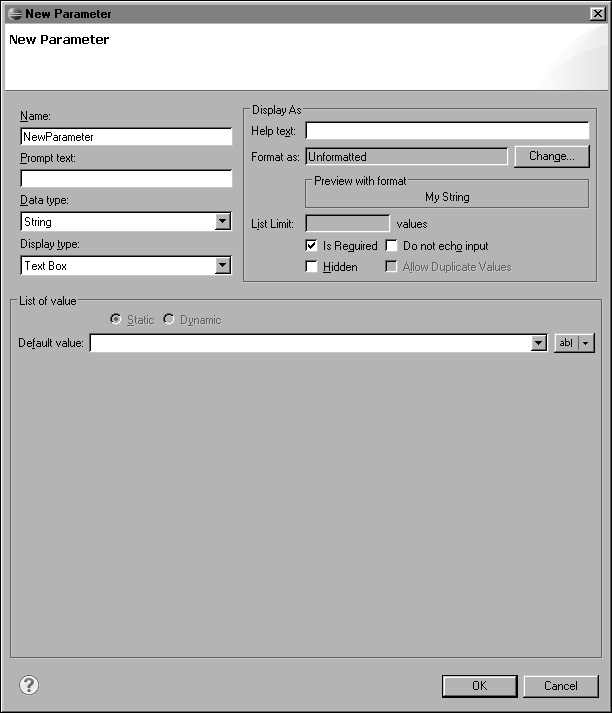 New Parameter
New Parameter
Name:
NewParameter
Prompt text:
Data type:
String
Display type:
Text Box
Display As
Help text:
Format as: Unformatted Change...
Preview with format
My String
List Limit: values
Is Required Do not echo input
Hidden Allow Duplicate Values
List of value
Static Dynamic
Default value: abl
? OK Cancel